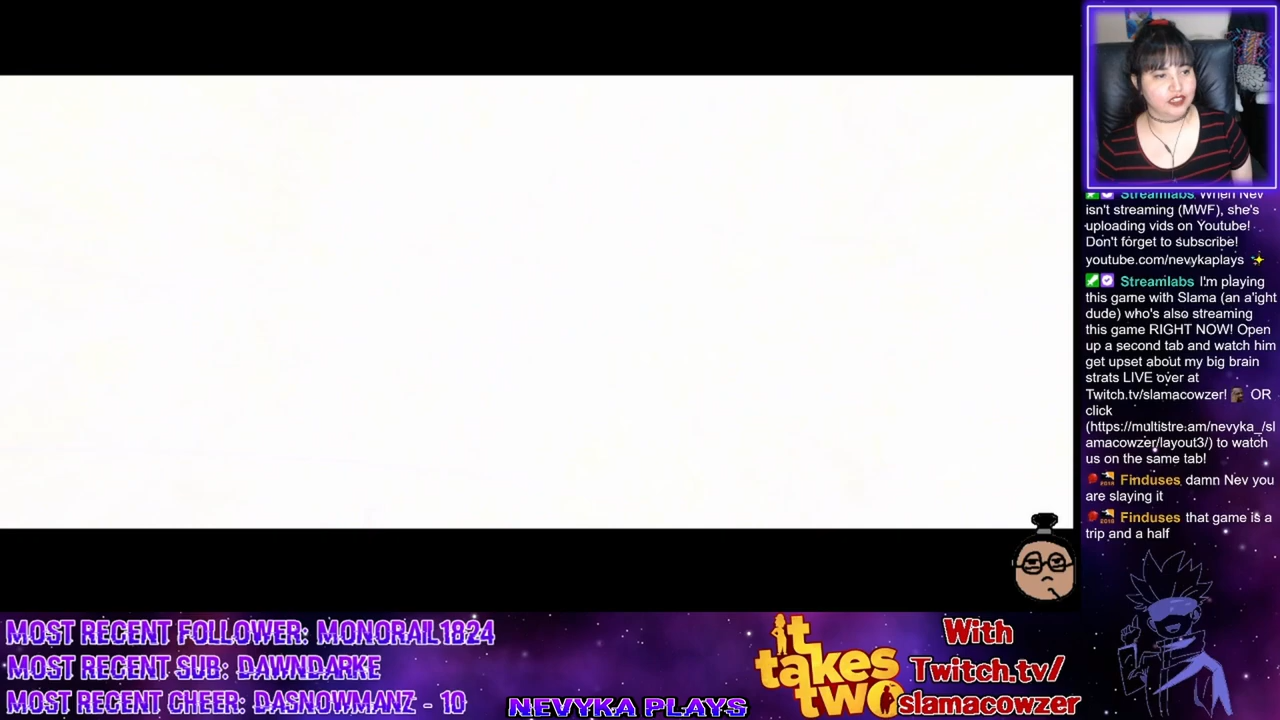 Streamlabs When Nev
isn't streaming (MWF), she's
uploading vids on Youtube!
Don't forget to subscribe!
youtube.com/nevykaplays
Streamlabs I'm playing
this game with Slama (an a'ight
dude) who's also streaming
this game RIGHT NOW! Open
up a second tab and watch him
get upset about my big brain
strats LIVE over at
Twitch.tv/slamacowzer! OR
click
(https://multistre.am/nevyka_/sl
amacowzer/layout3/) to watch
us on the same tab!
2016 Finduses damn Nev you
are slaying it
2016 Finduses that game is a
trip and a half
MOST RECENT FOLLOWER: MONORAIL1824
MOST RECENT SUB: DAWNDARKE
MOST RECENT CHEER: DASNOWMANZ - 10
NEVYKA PLAYS
it
takes
two
With
Twitch.tv/
slamacowzer